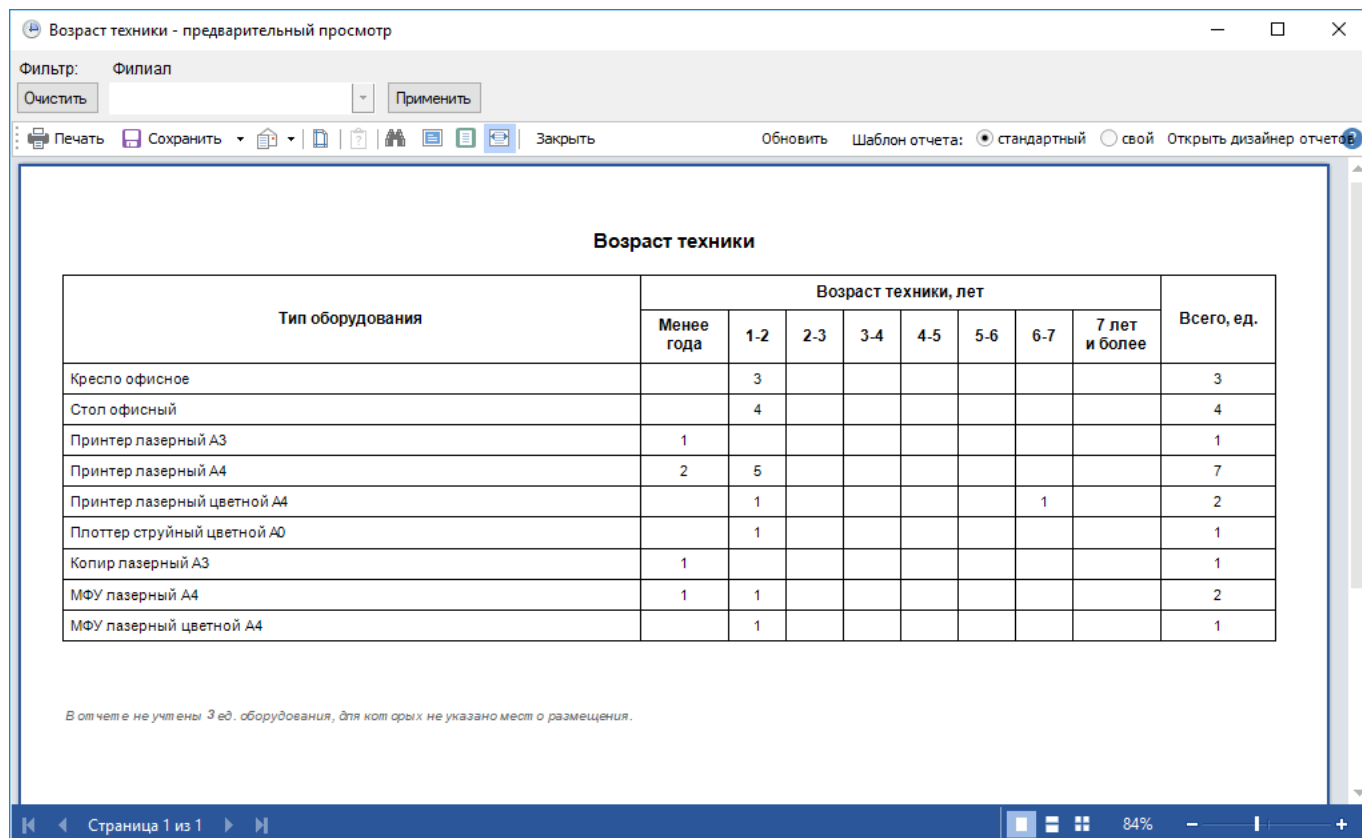 Возраст техники - предварительный просмотр
Фильтр: Филиал
Очистить Применить
Печать Сохранить Закрыть Обновить Шаблон отчета: стандартный свой Открыть дизайнер отчетов
Возраст техники
Тип оборудования Возраст техники, лет Всего, ед.
Менее года 1-2 2-3 3-4 4-5 5-6 6-7 7 лет и более
Кресло офисное 3 3
Стол офисный 4 4
Принтер лазерный А3 1 1
Принтер лазерный А4 2 5 7
Принтер лазерный цветной А4 1 1 2
Плоттер струйный цветной А0 1 1
Копир лазерный А3 1 1
МФУ лазерный А4 1 1 2
МФУ лазерный цветной А4 1 1
В отчете не учтены 3 ед. оборудования, для которых не указано место размещения.
Страница 1 из 1 84%